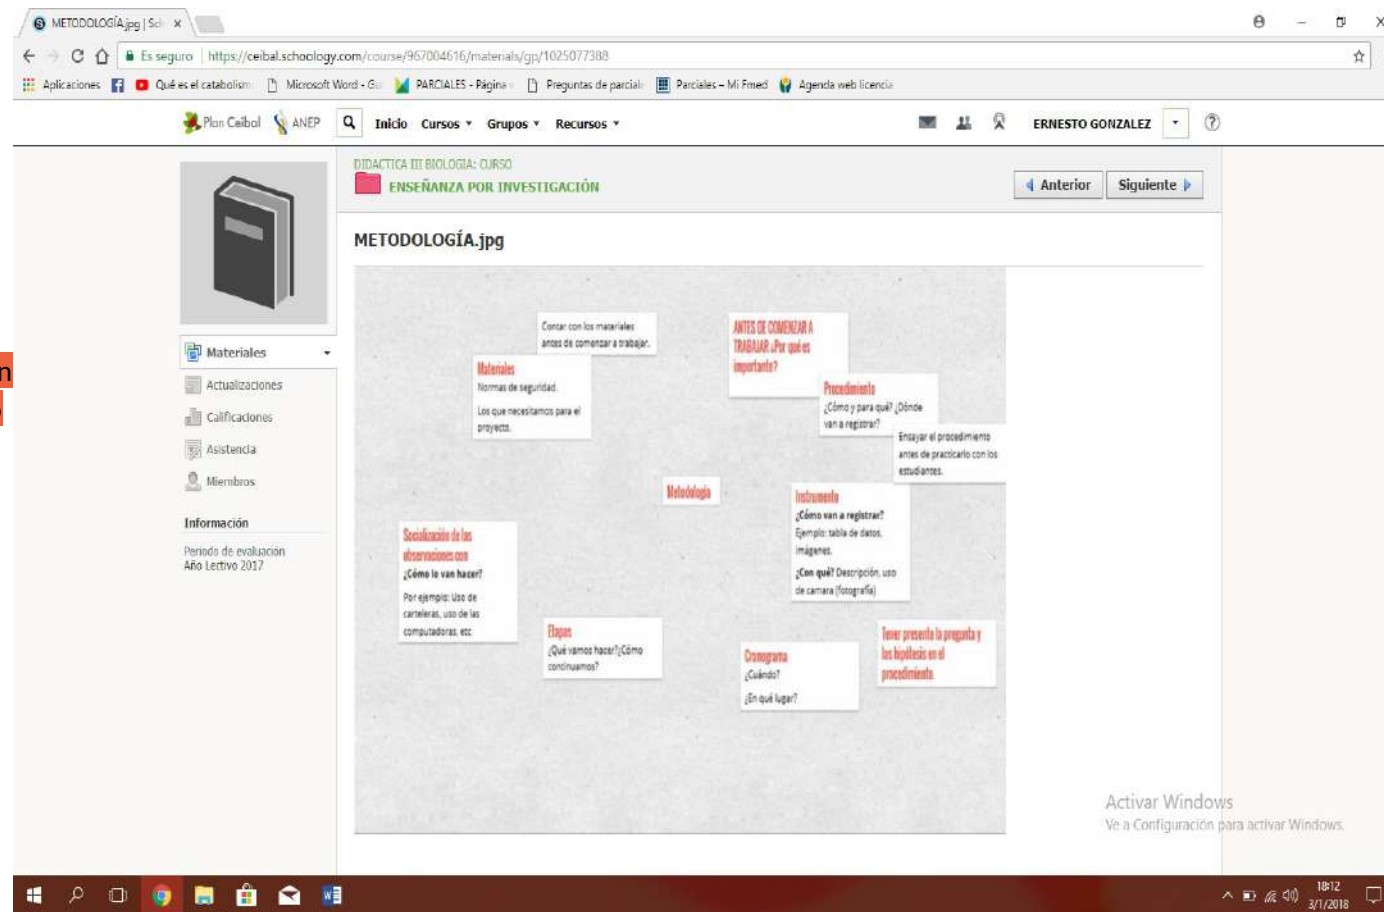 METODOLOGÍA.jpg | Sc
Es seguro | https://ceibal.schoology.com/course/967004616/materials/gp/1025077388
Aplicaciones
Qué es el catabolism
Microsoft Word - Gu
PARCIALES - Página
Preguntas de parcial
Parciales – Mi Fmed
Agenda web licencia
Plan Ceibal
ANEP
Inicio Cursos Grupos Recursos
ERNESTO GONZALEZ
DIDACTICA III BIOLOGIA: CURSO
ENSEÑANZA POR INVESTIGACIÓN
Anterior
Siguiente
METODOLOGÍA.jpg
Materiales
Actualizaciones
Calificaciones
Asistencia
Miembros
Información
Periodo de evaluación
Año Lectivo 2017
Contar con los materiales
antes de comenzar a trabajar.
Materiales
Normas de seguridad.
Los que necesitamos para el
proyecto.
ANTES DE COMENZAR A
TRABAJAR ¿Por qué es
importante?
Procedimiento
¿Cómo y para qué? ¿Dónde
van a registrar?
Ensayar el procedimiento
antes de practicarlo con los
estudiantes.
Metodología
Instrumento
¿Cómo van a registrar?
Ejemplo: tabla de datos,
imágenes.
¿Con qué? Descripción, uso
de camara (fotografía)
Socialización de las
observaciones con
¿Cómo lo van hacer?
Por ejemplo: Uso de
carteleras, uso de las
computadoras, etc
Etapas
¿Qué vamos hacer?¿Cómo
continuamos?
Cronograma
¿Cuándo?
¿En qué lugar?
Tener presente la pregunta y
las hipótesis en el
procedimiento.
Activar Windows
Ve a Configuración para activar Windows.
18:12
3/1/2018